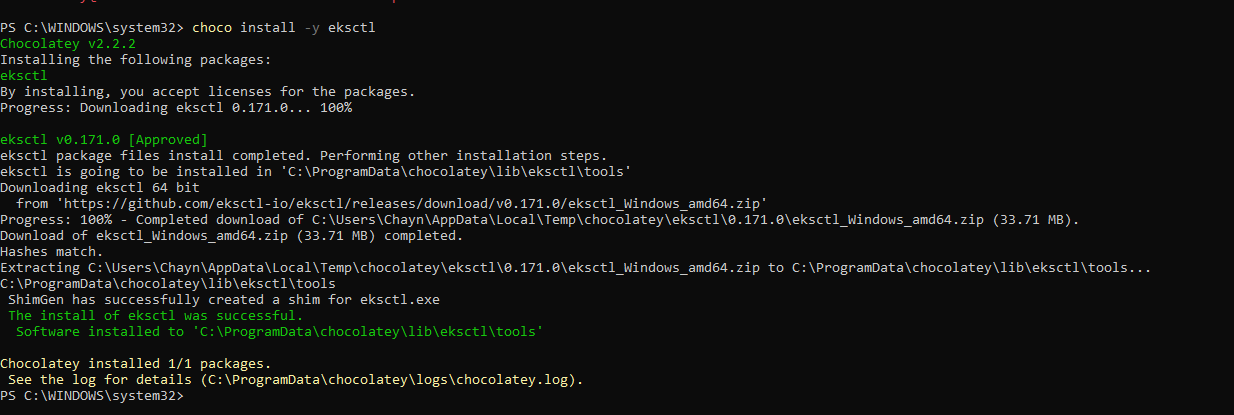 PS C:\WINDOWS\system32> choco install -y eksctl
Chocolatey v2.2.2
Installing the following packages:
eksctl
By installing, you accept licenses for the packages.
Progress: Downloading eksctl 0.171.0... 100%
eksctl v0.171.0 [Approved]
eksctl package files install completed. Performing other installation steps.
eksctl is going to be installed in 'C:\ProgramData\chocolatey\lib\eksctl\tools'
Downloading eksctl 64 bit
  from 'https://github.com/eksctl-io/eksctl/releases/download/v0.171.0/eksctl_Windows_amd64.zip'
Progress: 100% - Completed download of C:\Users\Chayn\AppData\Local\Temp\chocolatey\eksctl\0.171.0\eksctl_Windows_amd64.zip (33.71 MB).
Download of eksctl_Windows_amd64.zip (33.71 MB) completed.
Hashes match.
Extracting C:\Users\Chayn\AppData\Local\Temp\chocolatey\eksctl\0.171.0\eksctl_Windows_amd64.zip to C:\ProgramData\chocolatey\lib\eksctl\tools...
C:\ProgramData\chocolatey\lib\eksctl\tools
 ShimGen has successfully created a shim for eksctl.exe
 The install of eksctl was successful.
  Software installed to 'C:\ProgramData\chocolatey\lib\eksctl\tools'
Chocolatey installed 1/1 packages.
 See the log for details (C:\ProgramData\chocolatey\logs\chocolatey.log).
PS C:\WINDOWS\system32>